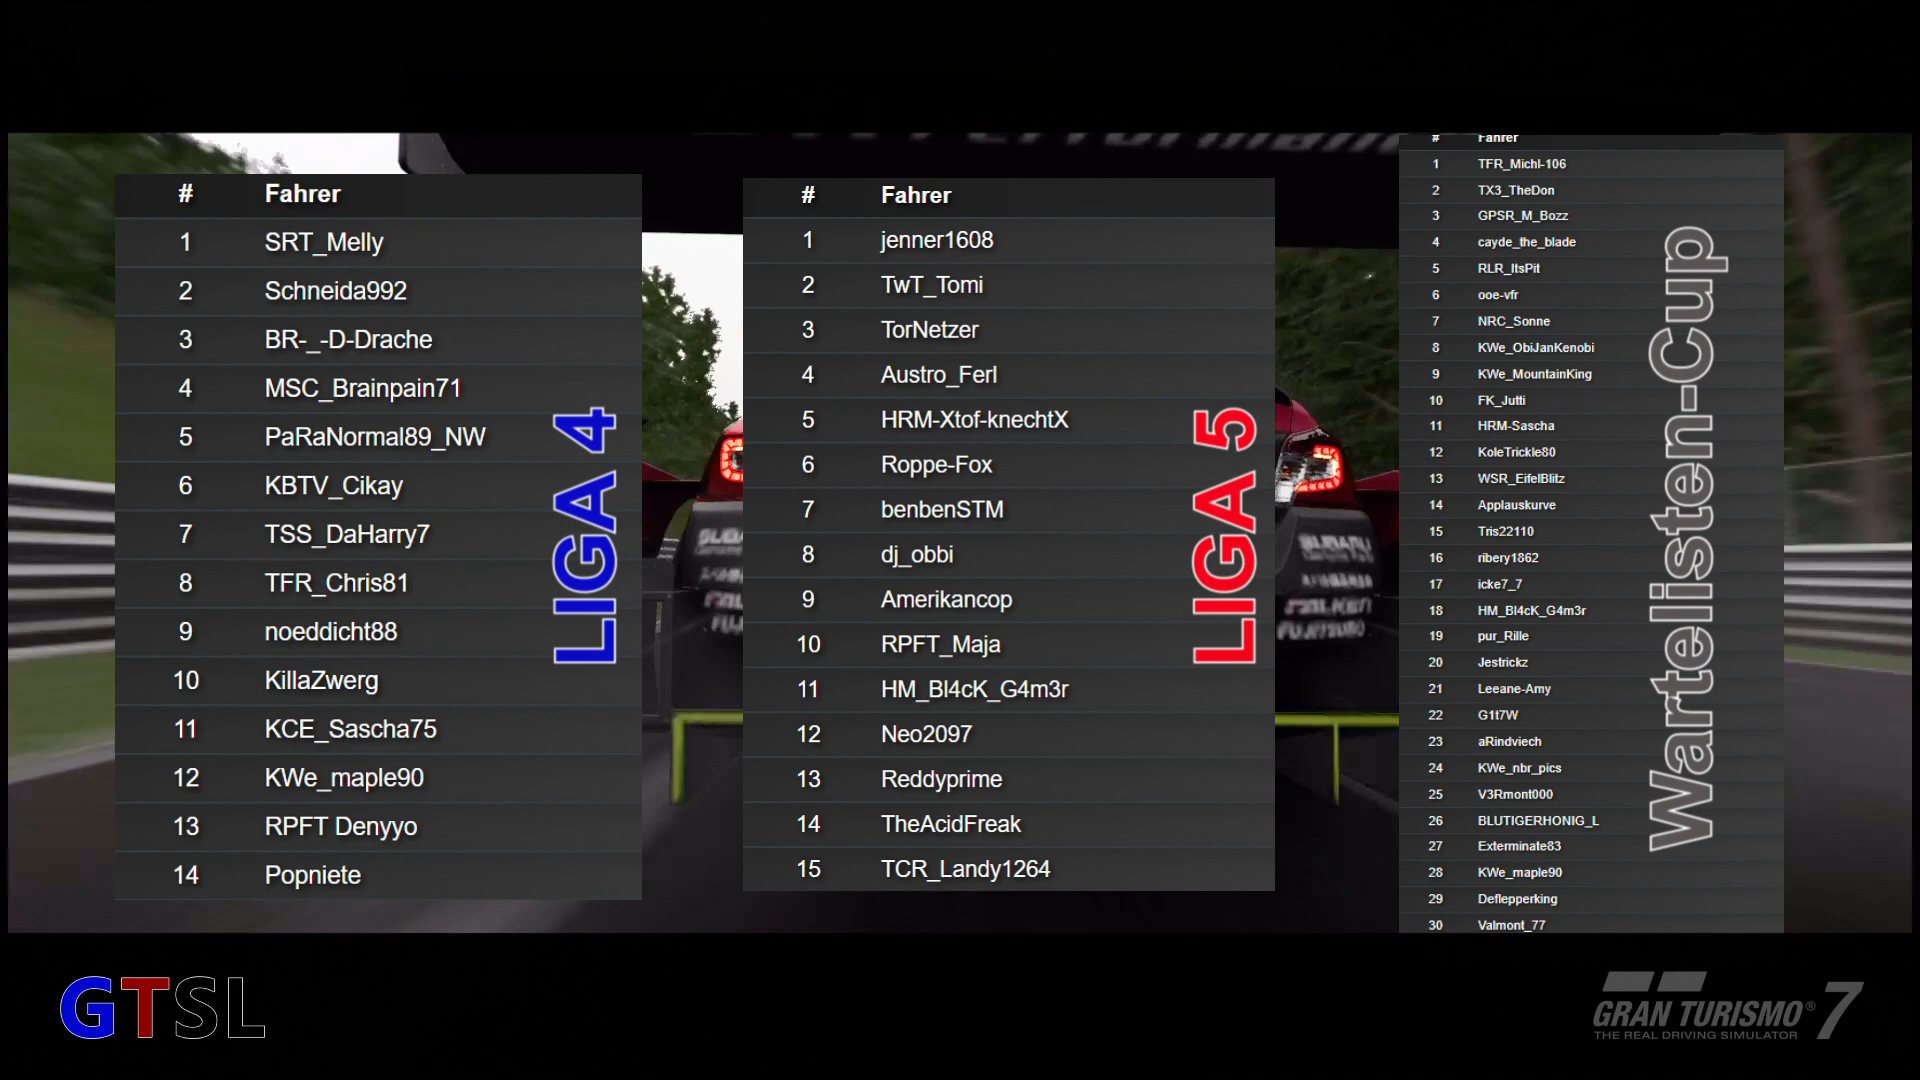 # Fahrer
1 SRT_Melly
2 Schneida992
3 BR-_-D-Drache
4 MSC_Brainpain71
5 PaRaNormal89_NW
6 KBTV_Cikay
7 TSS_DaHarry7
8 TFR_Chris81
9 noeddicht88
10 KillaZwerg
11 KCE_Sascha75
12 KWe_maple90
13 RPFT Denyyo
14 Popniete
LIGA 4
# Fahrer
1 jenner1608
2 TwT_Tomi
3 TorNetzer
4 Austro_Ferl
5 HRM-Xtof-knechtX
6 Roppe-Fox
7 benbenSTM
8 dj_obbi
9 Amerikancop
10 RPFT_Maja
11 HM_Bl4cK_G4m3r
12 Neo2097
13 Reddyprime
14 TheAcidFreak
15 TCR_Landy1264
LIGA 5
# Fahrer
1 TFR_Michl-106
2 TX3_TheDon
3 GPSR_M_Bozz
4 cayde_the_blade
5 RLR_ItsPit
6 ooe-vfr
7 NRC_Sonne
8 KWe_ObiJanKenobi
9 KWe_MountainKing
10 FK_Jutti
11 HRM-Sascha
12 KoleTrickle80
13 WSR_EifelBlitz
14 Applauskurve
15 Tris22110
16 ribery1862
17 icke7_7
18 HM_Bl4cK_G4m3r
19 pur_Rille
20 Jestrickz
21 Leeane-Amy
22 G1t7W
23 aRindviech
24 KWe_nbr_pics
25 V3Rmont000
26 BLUTIGERHONIG_L
27 Exterminate83
28 KWe_maple90
29 Deflepperking
30 Valmont_77
Wartelisten-Cup
SUBARU
FALKEN
FUJITSUBO
GTSL
GRAN TURISMO® 7
THE REAL DRIVING SIMULATOR